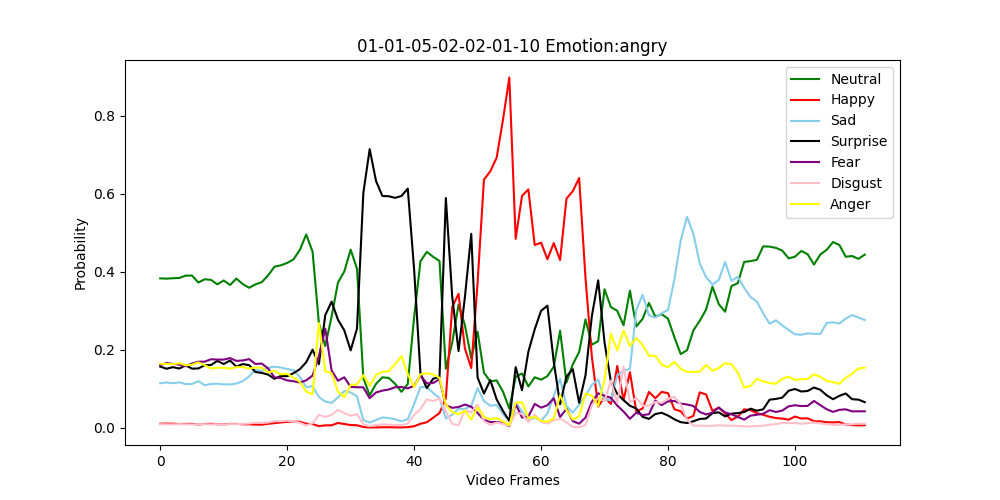 01-01-05-02-02-01-10 Emotion:angry
Probability
0.8
0.6
0.4
0.2
0.0
0
20
40
60
80
100
Video Frames
Neutral
Happy
Sad
Surprise
Fear
Disgust
Anger